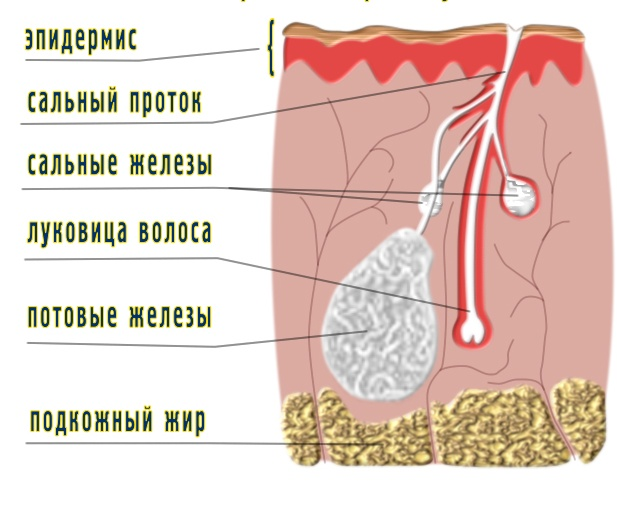 эпидермис
сальный проток
сальные железы
луковица волоса
потовые железы
подкожный жир